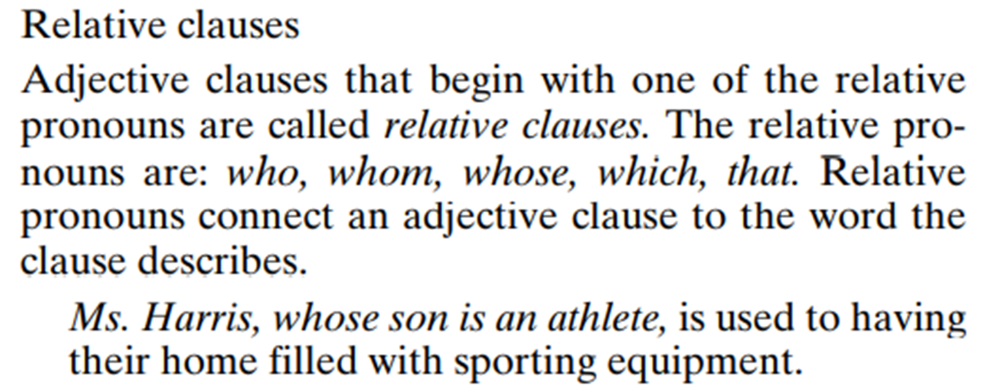 Relative clauses
Adjective clauses that begin with one of the relative
pronouns are called relative clauses. The relative pro-
nouns are: who, whom, whose, which, that. Relative
pronouns connect an adjective clause to the word the
clause describes.
Ms. Harris, whose son is an athlete, is used to having
their home filled with sporting equipment.